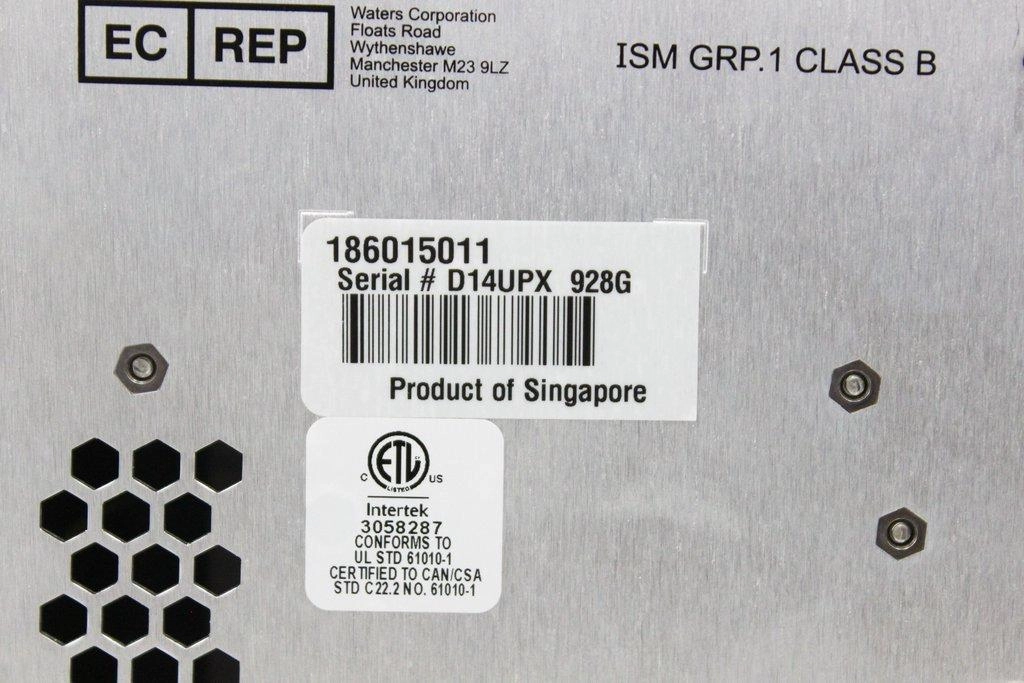 EC REP
Waters Corporation
Floats Road
Wythenshawe
Manchester M23 9LZ
United Kingdom
ISM GRP.1 CLASS B
186015011
Serial # D14UPX 928G
Product of Singapore
ETL
C US
LISTED
Intertek
3058287
CONFORMS TO
UL STD 61010-1
CERTIFIED TO CAN/CSA
STD C22.2 NO. 61010-1